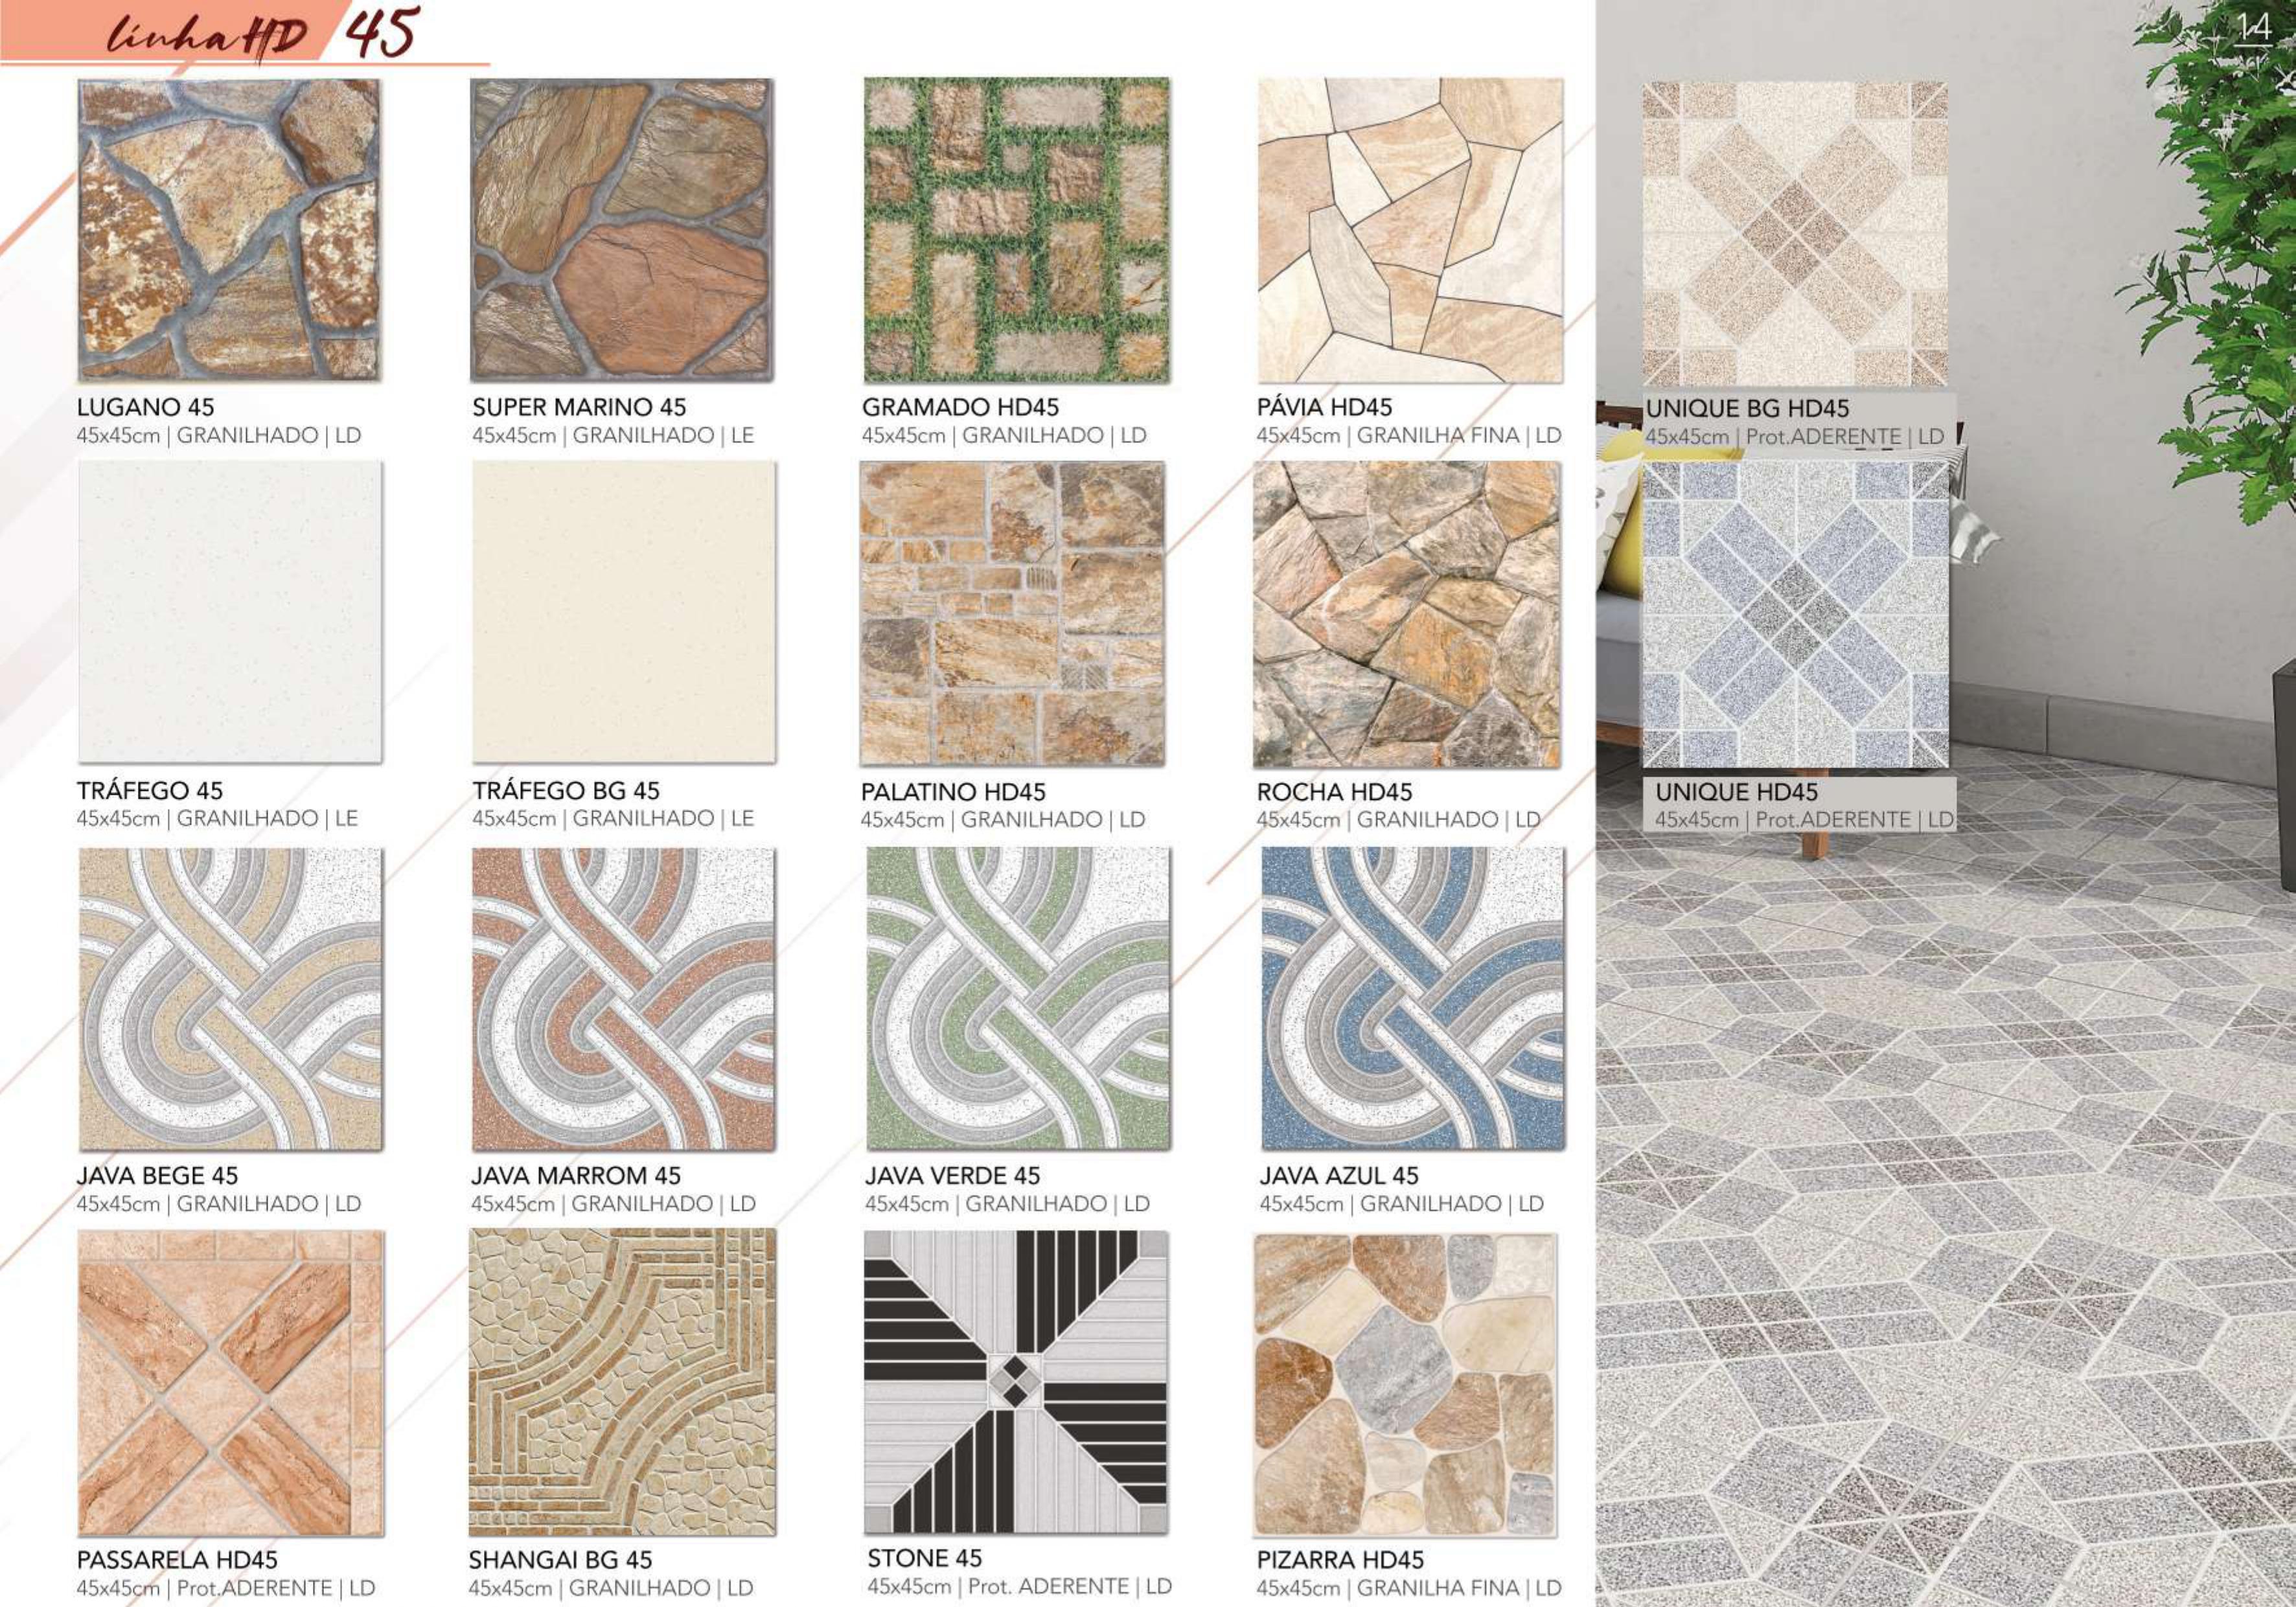 linha HD 45
14
LUGANO 45
45x45cm | GRANILHADO | LD
SUPER MARINO 45
45x45cm | GRANILHADO | LE
GRAMADO HD45
45x45cm | GRANILHADO | LD
PÁVIA HD45
45x45cm | GRANILHA FINA | LD
UNIQUE BG HD45
45x45cm | Prot.ADERENTE | LD
TRÁFEGO 45
45x45cm | GRANILHADO | LE
TRÁFEGO BG 45
45x45cm | GRANILHADO | LE
PALATINO HD45
45x45cm | GRANILHADO | LD
ROCHA HD45
45x45cm | GRANILHADO | LD
UNIQUE HD45
45x45cm | Prot.ADERENTE | LD
JAVA BEGE 45
45x45cm | GRANILHADO | LD
JAVA MARROM 45
45x45cm | GRANILHADO | LD
JAVA VERDE 45
45x45cm | GRANILHADO | LD
JAVA AZUL 45
45x45cm | GRANILHADO | LD
PASSARELA HD45
45x45cm | Prot.ADERENTE | LD
SHANGAI BG 45
45x45cm | GRANILHADO | LD
STONE 45
45x45cm | Prot. ADERENTE | LD
PIZARRA HD45
45x45cm | GRANILHA FINA | LD